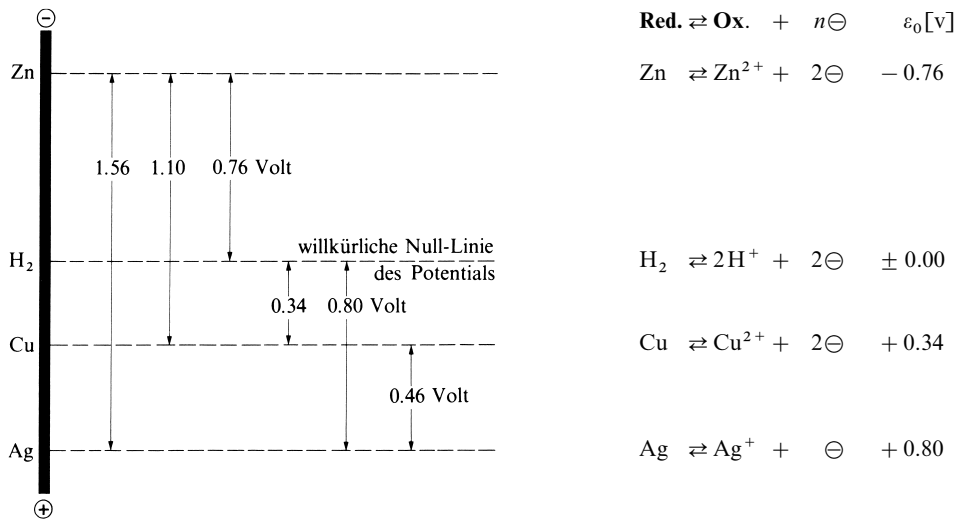 ⊖
Red. ⇄ Ox. + n⊖ ε₀[v]
Zn
Zn ⇄ Zn²⁺ + 2⊖ − 0.76
1.56 1.10 0.76 Volt
willkürliche Null-Linie
H₂
des Potentials
H₂ ⇄ 2H⁺ + 2⊖ ± 0.00
0.34 0.80 Volt
Cu
Cu ⇄ Cu²⁺ + 2⊖ + 0.34
0.46 Volt
Ag
Ag ⇄ Ag⁺ + ⊖ + 0.80
⊕